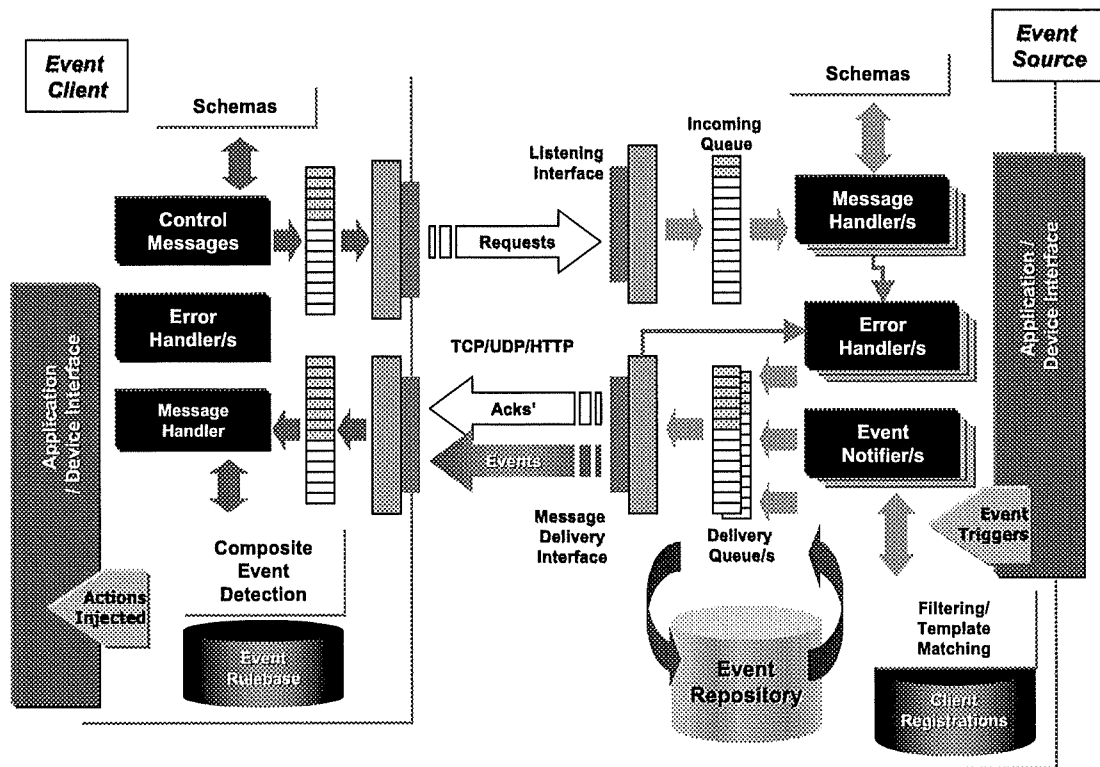 Event
Client
Schemas
Control
Messages
Error
Handler/s
Message
Handler
Application
/ Device Interface
Composite
Event
Detection
Actions
Injected
Event
Rulebase
Requests
TCP/UDP/HTTP
Acks'
Events
Listening
Interface
Incoming
Queue
Message
Delivery
Interface
Delivery
Queue/s
Event
Repository
Event
Source
Schemas
Message
Handler/s
Error
Handler/s
Event
Notifier/s
Event
Triggers
Application/
Device Interface
Filtering/
Template
Matching
Client
Registrations